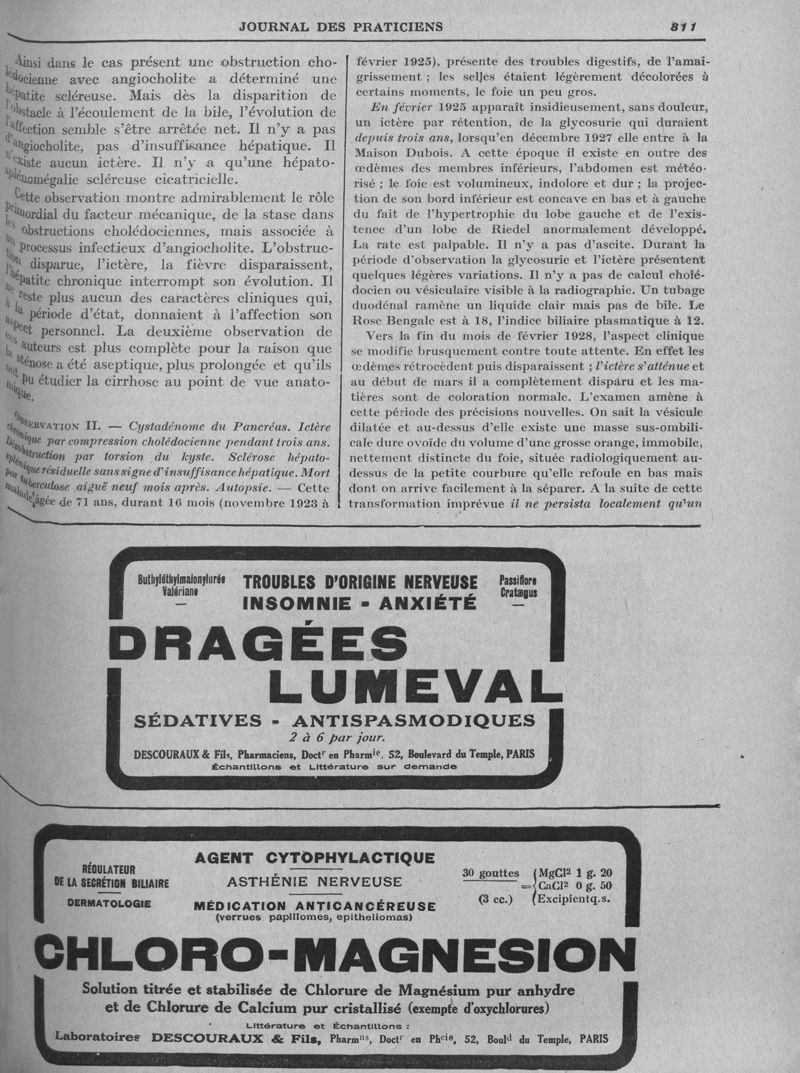 JOURNAL DES PRATICIENS 811
Ainsi dans le cas présent une obstruction cho-
lédocienne avec angiocholite a déterminé une
hépatite scléreuse. Mais dès la disparition de
l'obstacle à l'écoulement de la bile, l'évolution de
l'affection semble s'être arrêtée net. Il n'y a pas
d'angiocholite, pas d'insuffisance hépatique. Il
n'existe aucun ictère. Il n'y a qu'une hépato-
splénomégalie scléreuse cicatricielle.
Cette observation montre admirablement le rôle
primordial du facteur mécanique, de la stase dans
les obstructions cholédociennes, mais associée à
un processus infectieux d'angiocholite. L'obstruc-
tion disparue, l'ictère, la fièvre disparaissent,
l'hépatite chronique interrompt son évolution. Il
ne reste plus aucun des caractères cliniques qui,
à la période d'état, donnaient à l'affection son
aspect personnel. La deuxième observation de
ces auteurs est plus complète pour la raison que
la sténose a été aseptique, plus prolongée et qu'ils
ont pu étudier la cirrhose au point de vue anato-
mique.
OBSERVATION II. — Cystadénome du Pancréas. Ictère
chronique par compression cholédocienne pendant trois ans.
Désobstruction par torsion du kyste. Sclérose hépato-
splénique résiduelle sans signe d'insuffisance hépatique. Mort
par tuberculose aiguë neuf mois après. Autopsie. — Cette
malade, âgée de 71 ans, durant 16 mois (novembre 1923 à
février 1925), présente des troubles digestifs, de l'amai-
grissement ; les selles étaient légèrement décolorées à
certains moments, le foie un peu gros.
En février 1925 apparaît insidieusement, sans douleur,
un ictère par rétention, de la glycosurie qui duraient
depuis trois ans, lorsqu'en décembre 1927 elle entre à la
Maison Dubois. A cette époque il existe en outre des
œdèmes des membres inférieurs, l'abdomen est météo-
risé ; le foie est volumineux, indolore et dur ; la projec-
tion de son bord inférieur est concave en bas et à gauche
du fait de l'hypertrophie du lobe gauche et de l'exis-
tence d'un lobe de Riedel anormalement développé.
La rate est palpable. Il n'y a pas d'ascite. Durant la
période d'observation la glycosurie et l'ictère présentent
quelques légères variations. Il n'y a pas de calcul cholé-
docien ou vésiculaire visible à la radiographie. Un tubage
duodénal ramène un liquide clair mais pas de bile. Le
Rose Bengale est à 18, l'indice biliaire plasmatique à 12.
Vers la fin du mois de février 1928, l'aspect clinique
se modifie brusquement contre toute attente. En effet les
œdèmes rétrocèdent puis disparaissent ; l'ictère s'atténue et
au début de mars il a complètement disparu et les ma-
tières sont de coloration normale. L'examen amène à
cette période des précisions nouvelles. On sait la vésicule
dilatée et au-dessus d'elle existe une masse sus-ombili-
cale dure ovoïde du volume d'une grosse orange, immobile,
nettement distincte du foie, située radiologiquement au-
dessus de la petite courbure qu'elle refoule en bas mais
dont on arrive facilement à la séparer. A la suite de cette
transformation imprévue il ne persista localement qu'un
Buthyléthylmalonylurée
Valériane
—
TROUBLES D'ORIGINE NERVEUSE
INSOMNIE - ANXIÉTÉ
Passiflore
Cratægus
—
DRAGÉES
LUMEVAL
SÉDATIVES - ANTISPASMODIQUES
2 à 6 par jour.
DESCOURAUX & Fils, Pharmaciens, Doctr en Pharmie, 52, Boulevard du Temple, PARIS
Échantillons et Littérature sur demande
RÉGULATEUR
DE LA SECRÉTION BILIAIRE
DERMATOLOGIE
AGENT CYTOPHYLACTIQUE
ASTHÉNIE NERVEUSE
MÉDICATION ANTICANCÉREUSE
(verrues papillomes, epitheliomas)
30 gouttes
(3 cc.)
= { MgCl² 1 g. 20
CaCl² 0 g. 50
Excipient q.s.
CHLORO-MAGNESION
Solution titrée et stabilisée de Chlorure de Magnésium pur anhydre
et de Chlorure de Calcium pur cristallisé (exempte d'oxychlorures)
Littérature et Échantillons :
Laboratoires DESCOURAUX & Fils, Pharmns, Doctr en Phcie, 52, Bould du Temple, PARIS